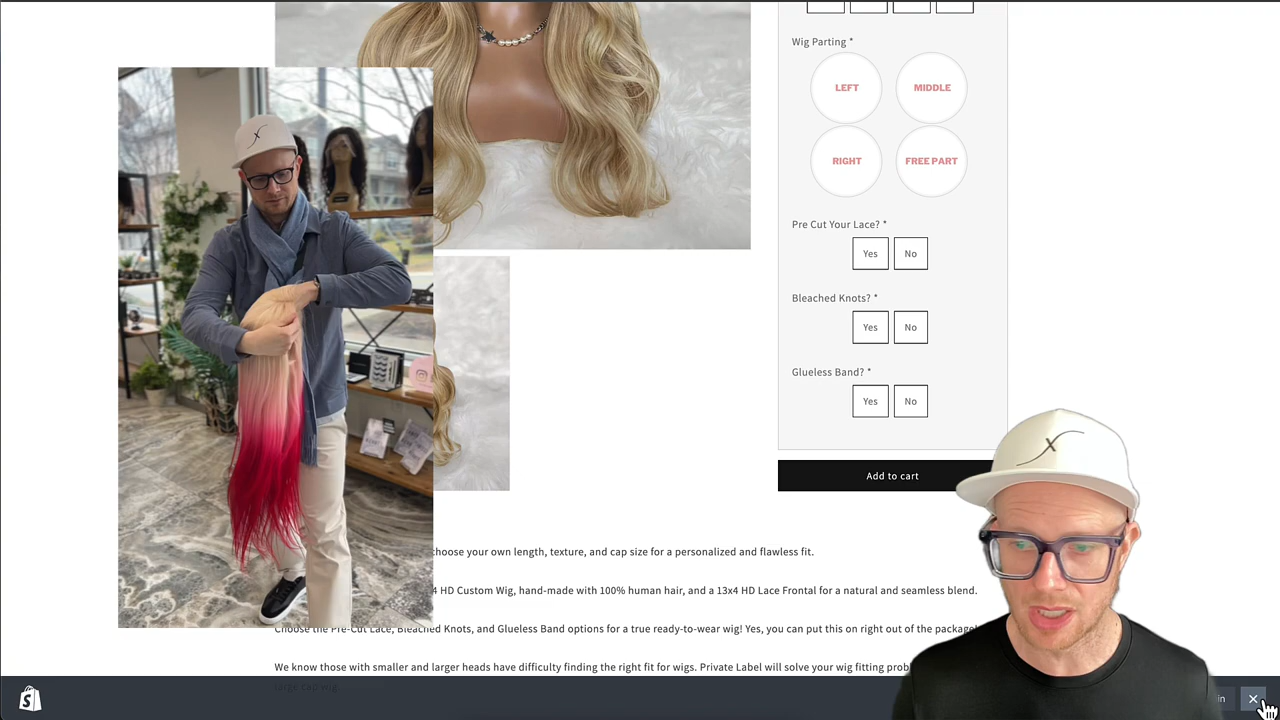 Wig Parting *
LEFT
MIDDLE
RIGHT
FREE PART
Pre Cut Your Lace? *
Yes
No
Bleached Knots? *
Yes
No
Glueless Band? *
Yes
No
Add to cart
choose your own length, texture, and cap size for a personalized and flawless fit.
4 HD Custom Wig, hand-made with 100% human hair, and a 13x4 HD Lace Frontal for a natural and seamless blend.
Choose the Pre-Cut Lace, Bleached Knots, and Glueless Band options for a true ready-to-wear wig! Yes, you can put this on right out of the package!
We know those with smaller and larger heads have difficulty finding the right fit for wigs. Private Label will solve your wig fitting
in